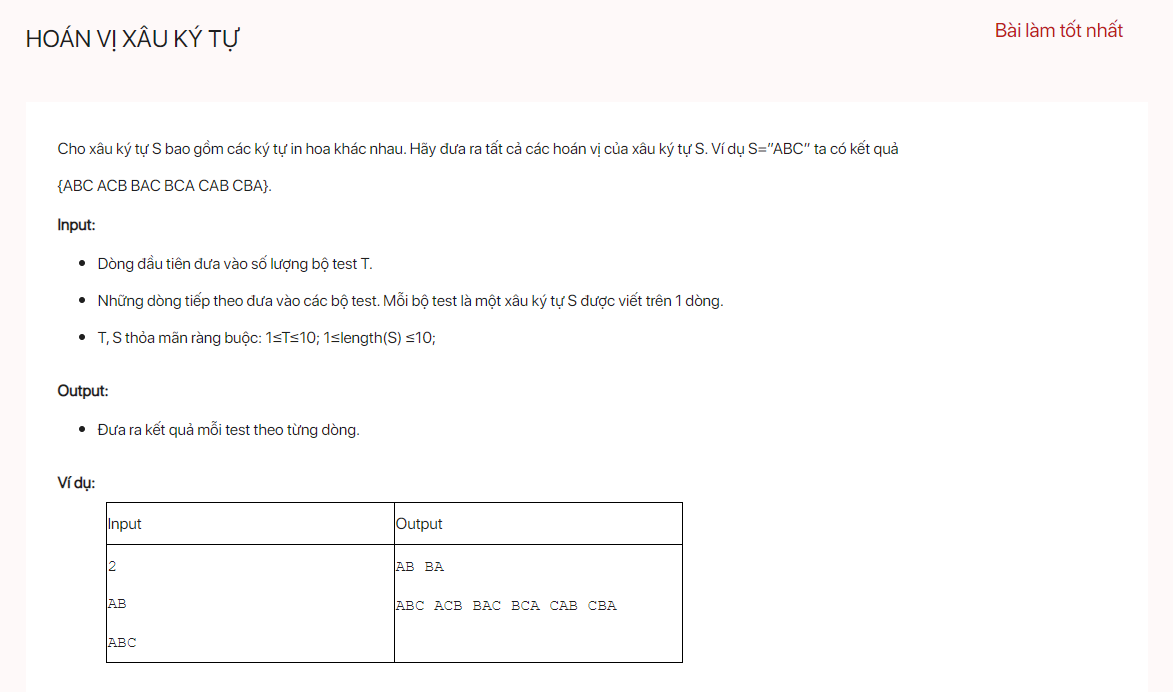 HOÁN VỊ XÂU KÝ TỰ
Bài làm tốt nhất
Cho xâu ký tự S bao gồm các ký tự in hoa khác nhau. Hãy đưa ra tất cả các hoán vị của xâu ký tự S. Ví dụ S=”ABC” ta có kết quả
{ABC ACB BAC BCA CAB CBA}.
Input:
• Dòng đầu tiên đưa vào số lượng bộ test T.
• Những dòng tiếp theo đưa vào các bộ test. Mỗi bộ test là một xâu ký tự S được viết trên 1 dòng.
• T, S thỏa mãn ràng buộc: 1≤T≤10; 1≤length(S) ≤10;
Output:
• Đưa ra kết quả mỗi test theo từng dòng.
Ví dụ:
Input Output
2
AB
ABC
AB BA
ABC ACB BAC BCA CAB CBA